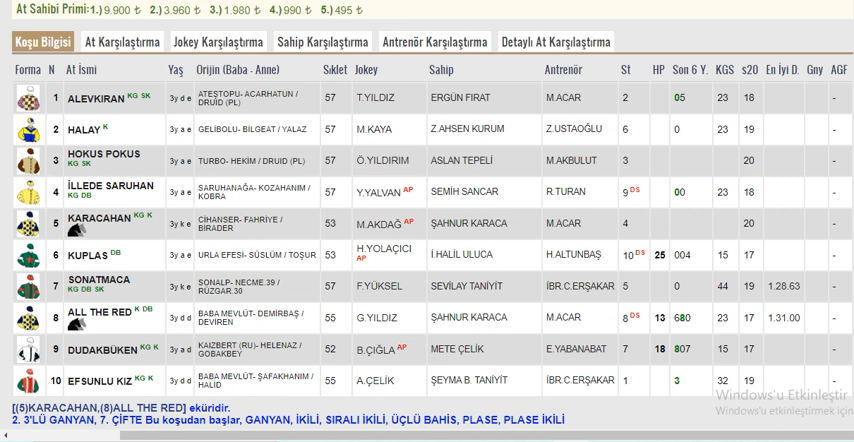 At Sahibi Primi:1.) 9.900 ₺ 2.) 3.960 ₺ 3.) 1.980 ₺ 4.) 990 ₺ 5.) 495 ₺
Koşu Bilgisi At Karşılaştırma Jokey Karşılaştırma Sahip Karşılaştırma Antrenör Karşılaştırma Detaylı At Karşılaştırma
Forma N At İsmi Yaş Orijin (Baba - Anne) Sıklet Jokey Sahip Antrenör St HP Son 6 Y. KGS s20 En İyi D. Gny AGF
1 ALEVKIRAN KG SK 3y d e ATEŞTOPU- ACARHATUN / DRUİD (PL) 57 T.YILDIZ ERGÜN FIRAT M.ACAR 2 05 23 18 -
2 HALAY K 3y a e GELİBOLU- BİLGEAT / YALAZ 57 M.KAYA Z.AHSEN KURUM Z.USTAOĞLU 6 0 23 19 -
3 HOKUS POKUS KG SK 3y a e TURBO- HEKİM / DRUID (PL) 57 Ö.YILDIRIM ASLAN TEPELİ M.AKBULUT 3 20 -
4 İLLEDE SARUHAN KG DB 3y a e SARUHANAĞA- KOZAHANIM / KOBRA 57 Y.YALVAN AP SEMİH SANCAR R.TURAN 9 DS 00 23 18 -
5 KARACAHAN KG K 3y k e CİHANSER- FAHRİYE / BİRADER 53 M.AKDAĞ AP ŞAHNUR KARACA M.ACAR 4 20 -
6 KUPLAS DB 3y a e URLA EFESİ- SÜSLÜM / TOŞUR 53 H.YOLAÇICI AP İ.HALİL ULUCA H.ALTUNBAŞ 10 DS 25 004 15 17 -
7 SONATMACA KG DB SK 3y k e SONALP- NECME.39 / RÜZGAR.30 57 F.YÜKSEL SEVİLAY TANİYİT İBR.C.ERŞAKAR 5 0 44 19 1.28.63 -
8 ALL THE RED K DB 3y d d BABA MEVLÜT- DEMİRBAŞ / DEVİREN 55 G.YILDIZ ŞAHNUR KARACA M.ACAR 8 DS 13 680 23 17 1.31.00 -
9 DUDAKBÜKEN KG K 3y a d KAIZBERT (RU)- HELENAZ / GOBAKBEY 52 B.ÇIĞLA AP METE ÇELİK E.YABANABAT 7 18 807 15 17 -
10 EFSUNLU KIZ KG K 3y d d BABA MEVLÜT- ŞAFAKHANIM / HALİD 55 A.ÇELİK ŞEYMA B. TANİYİT İBR.C.ERŞAKAR 1 3 32 19 -
Windows'u Etkinleştir
[(5)KARACAHAN,(8)ALL THE RED] eküridir.
Windows'u etkinleştirmek için
2. 3'LÜ GANYAN, 7. ÇİFTE Bu koşudan başlar, GANYAN, İKİLİ, SIRALI İKİLİ, ÜÇLÜ BAHİS, PLASE, PLASE İKİLİ